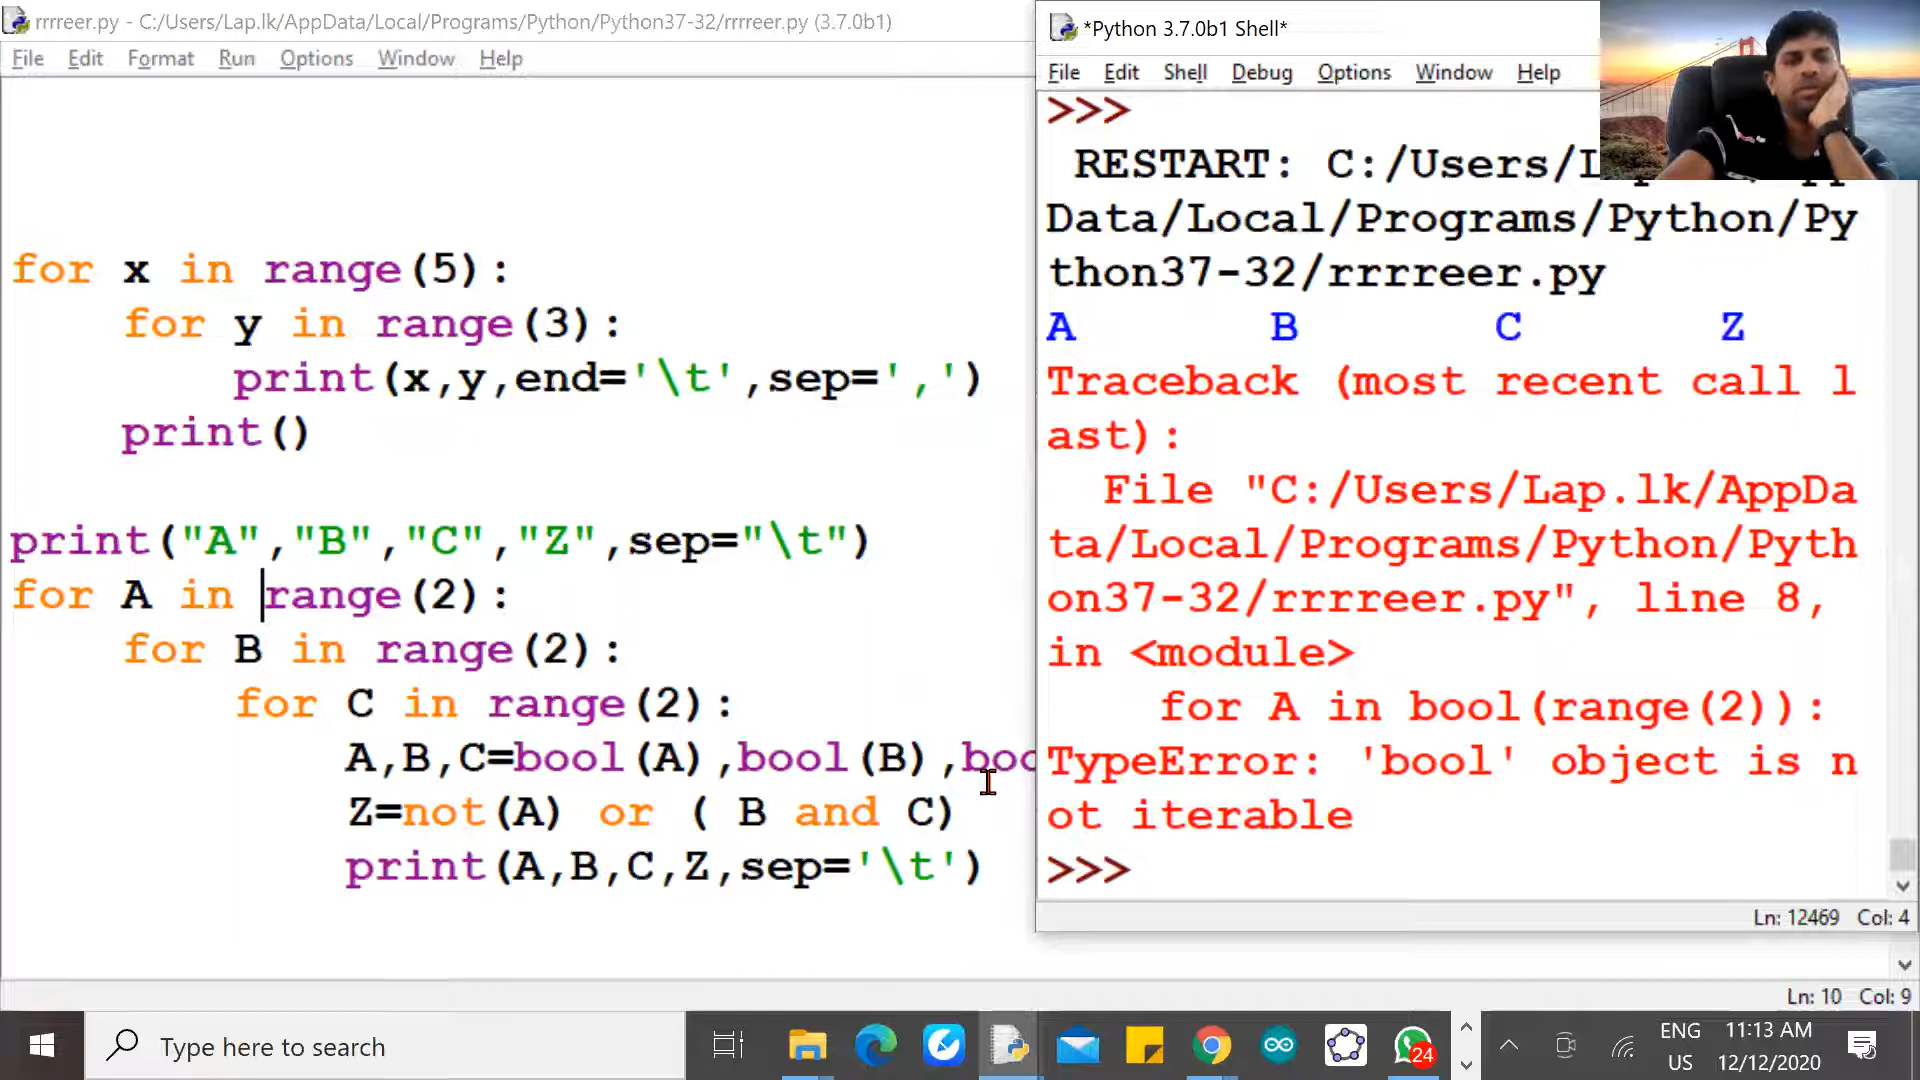 rrrreer.py - C:/Users/Lap.lk/AppData/Local/Programs/Python/Python37-32/rrrreer.py (3.7.0b1)
File Edit Format Run Options Window Help
for x in range(5):
for y in range(3):
print(x,y,end='\t',sep=',')
print()
print("A","B","C","Z",sep="\t")
for A in range(2):
for B in range(2):
for C in range(2):
A,B,C=bool(A),bool(B),boo
Z=not(A) or ( B and C)
print(A,B,C,Z,sep='\t')
Ln: 10 Col: 9
*Python 3.7.0b1 Shell*
File Edit Shell Debug Options Window Help
>>>
RESTART: C:/Users/L
Data/Local/Programs/Python/Py
thon37-32/rrrreer.py
A B C Z
Traceback (most recent call l
ast):
File "C:/Users/Lap.lk/AppDa
ta/Local/Programs/Python/Pyth
on37-32/rrrreer.py", line 8,
in <module>
for A in bool(range(2)):
TypeError: 'bool' object is n
ot iterable
>>>
Ln: 12469 Col: 4
Type here to search
24
ENG
US
11:13 AM
12/12/2020